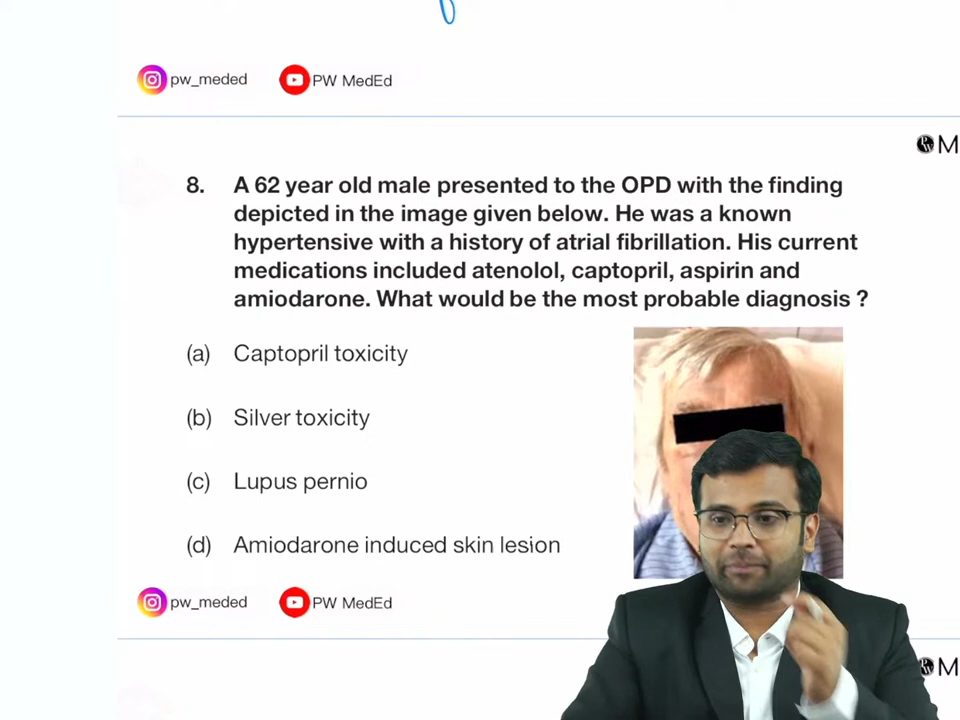 pw_meded PW MedEd
M
8. A 62 year old male presented to the OPD with the finding
depicted in the image given below. He was a known
hypertensive with a history of atrial fibrillation. His current
medications included atenolol, captopril, aspirin and
amiodarone. What would be the most probable diagnosis ?
(a) Captopril toxicity
(b) Silver toxicity
(c) Lupus pernio
(d) Amiodarone induced skin lesion
pw_meded PW MedEd
M